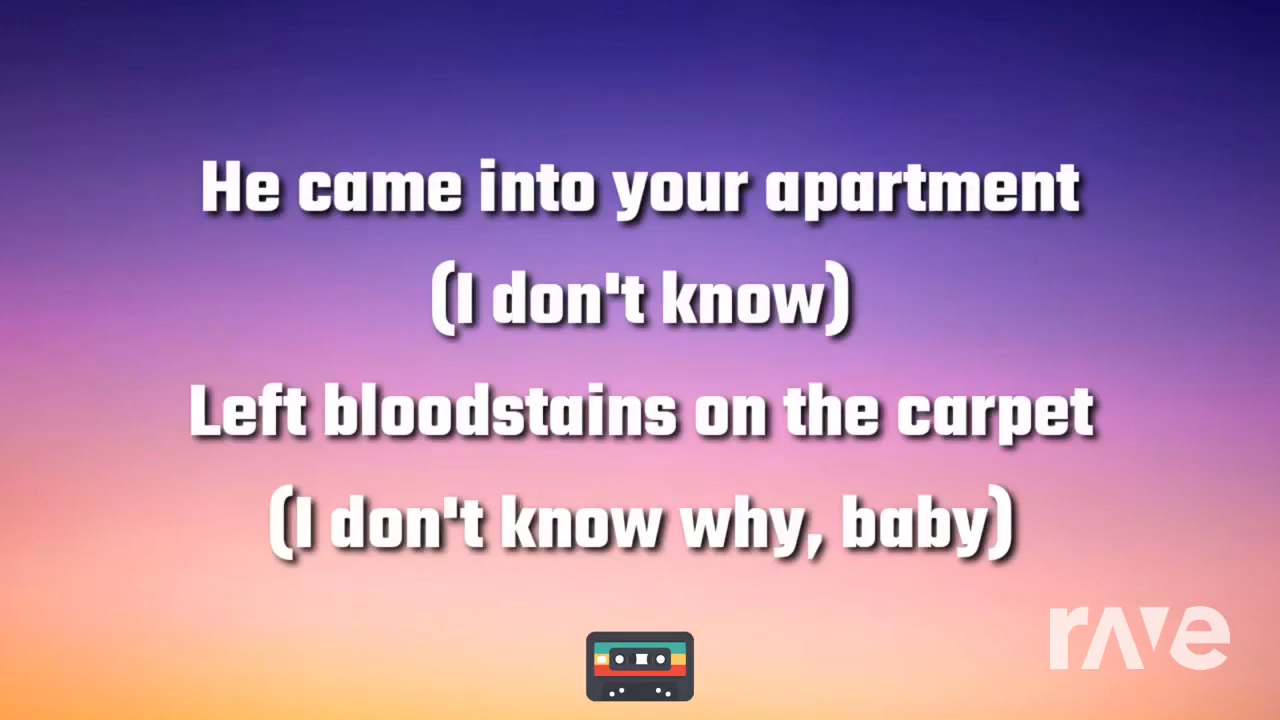 He came into your apartment
(I don't know)
Left bloodstains on the carpet
(I don't know why, baby)
rave